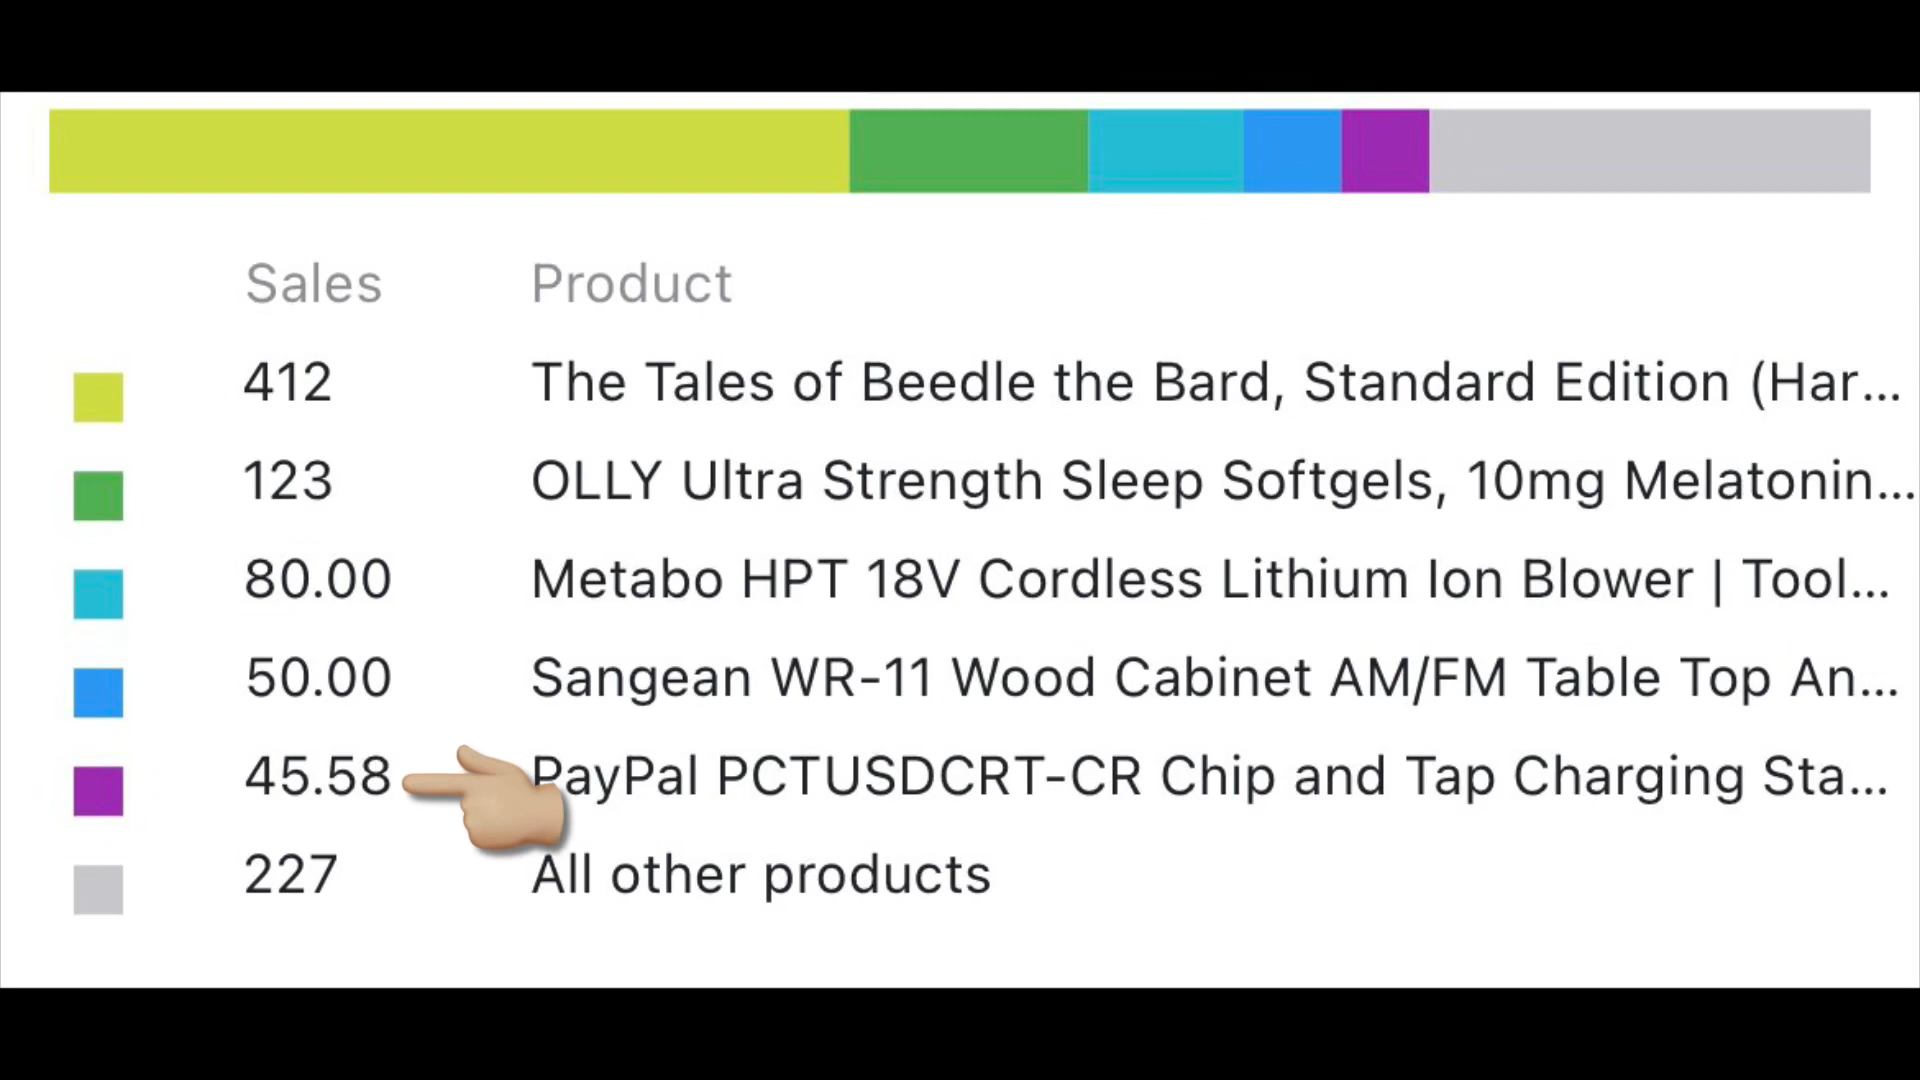 Sales Product
412 The Tales of Beedle the Bard, Standard Edition (Har...
123 OLLY Ultra Strength Sleep Softgels, 10mg Melatonin...
80.00 Metabo HPT 18V Cordless Lithium Ion Blower | Tool...
50.00 Sangean WR-11 Wood Cabinet AM/FM Table Top An...
45.58 PayPal PCTUSDCRT-CR Chip and Tap Charging Sta...
227 All other products